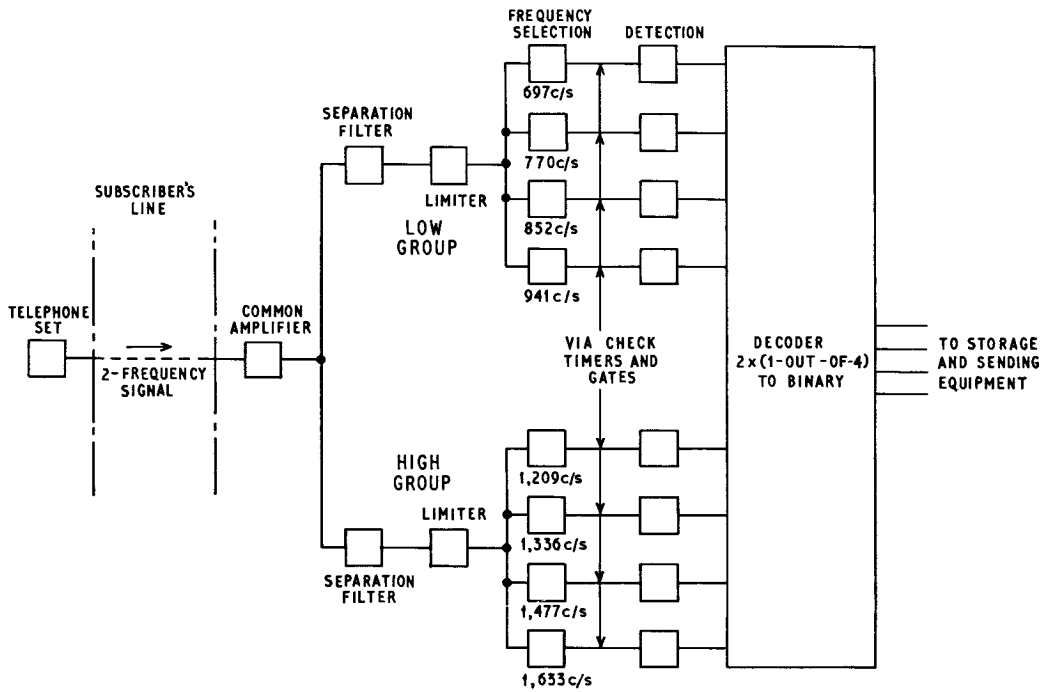 FREQUENCY
SELECTION
DETECTION
697c/s
SEPARATION
FILTER
770c/s
LIMITER
SUBSCRIBER'S
LINE
LOW
GROUP
852c/s
941c/s
TELEPHONE
SET
COMMON
AMPLIFIER
2-FREQUENCY
SIGNAL
VIA CHECK
TIMERS AND
GATES
DECODER
2x(1-OUT-OF-4)
TO BINARY
TO STORAGE
AND SENDING
EQUIPMENT
HIGH
GROUP
1,209c/s
LIMITER
1,336c/s
SEPARATION
FILTER
1,477c/s
1,633c/s